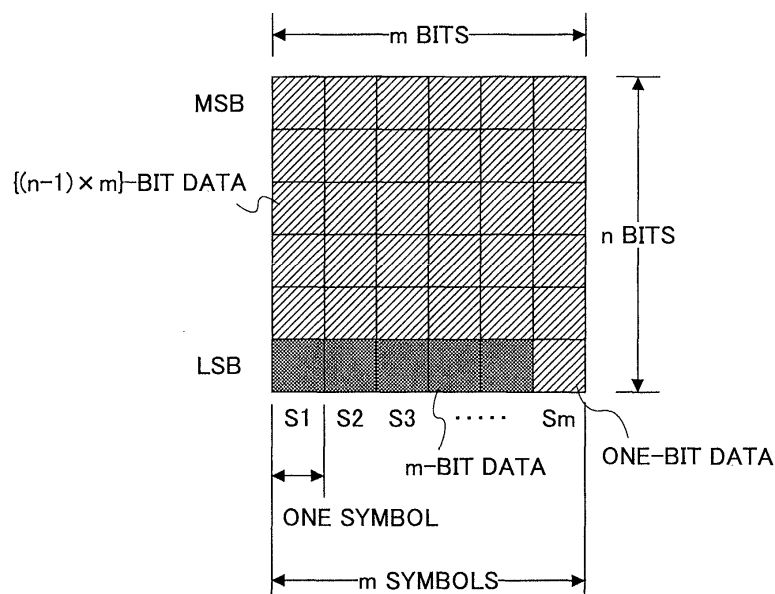 m BITS
MSB
{(n-1)×m}-BIT DATA
n BITS
LSB
S1 S2 S3 ····· Sm
ONE-BIT DATA
m-BIT DATA
ONE SYMBOL
m SYMBOLS